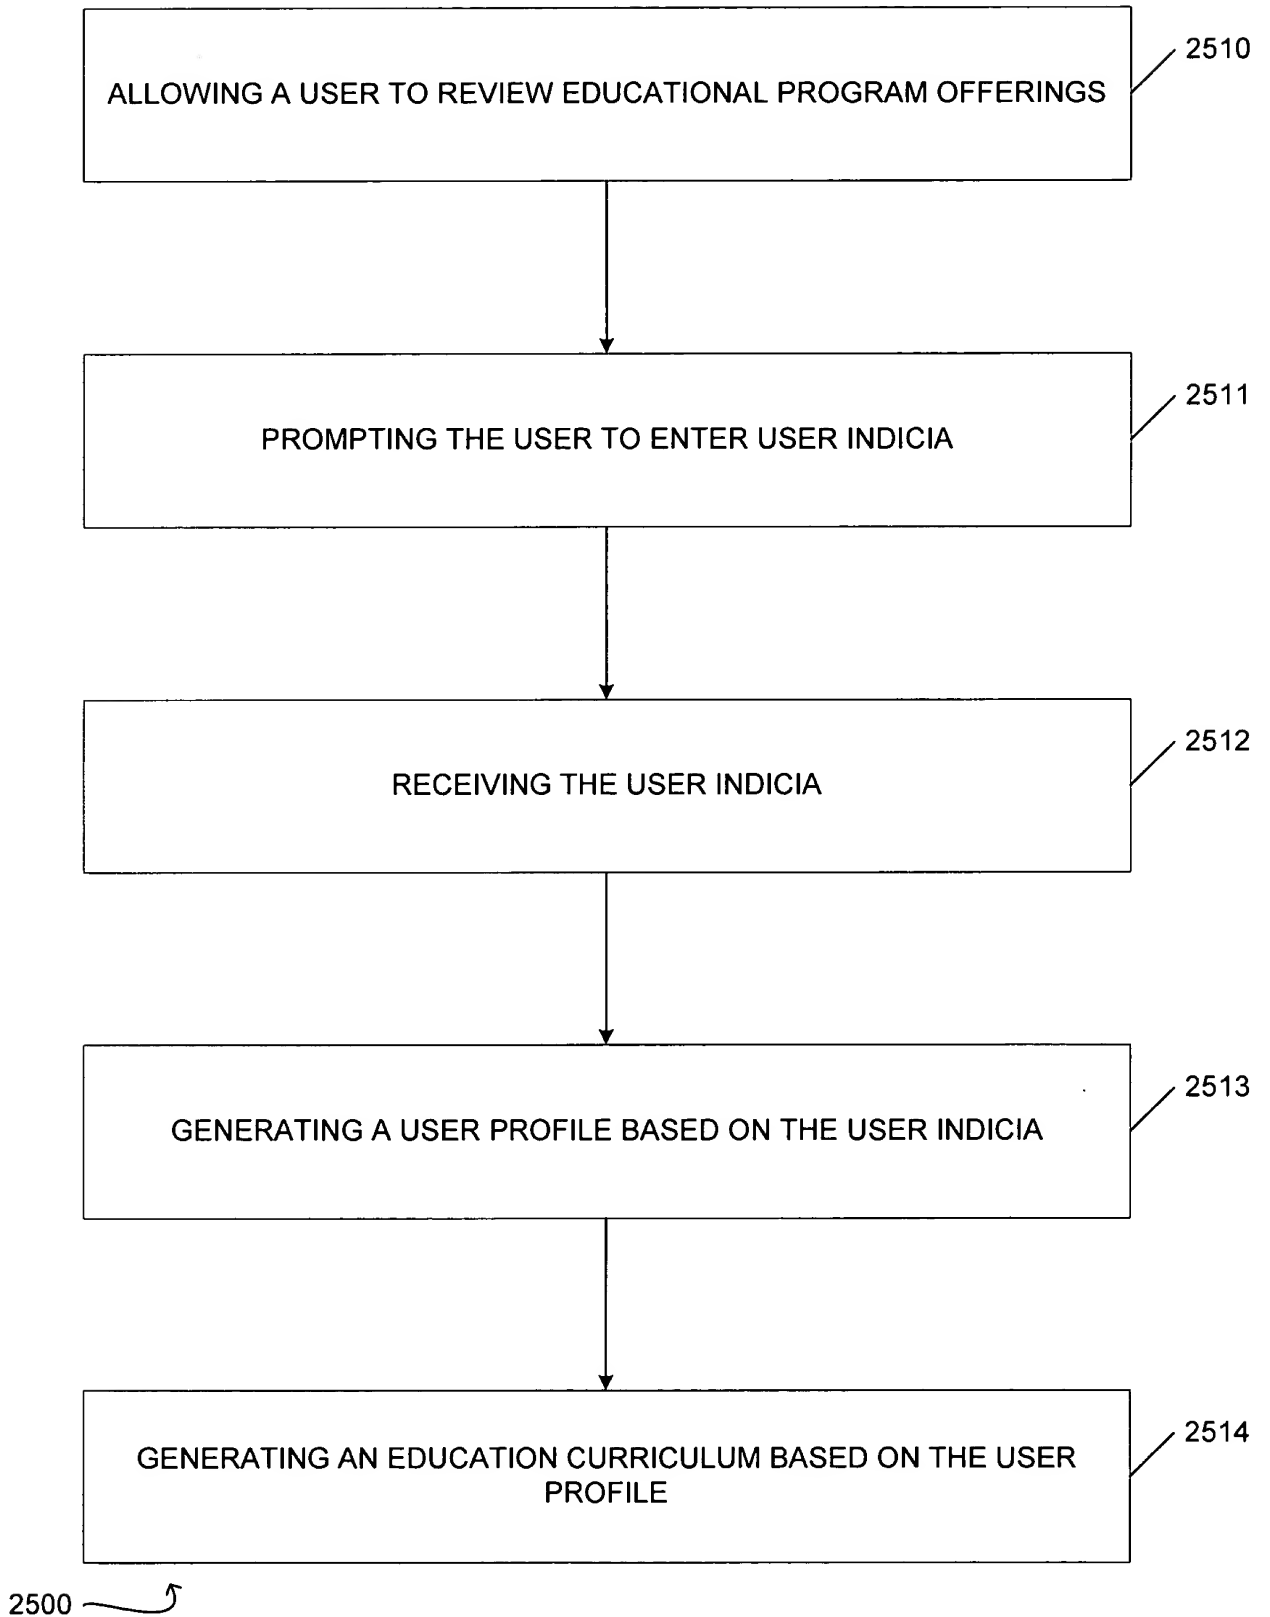 2510
ALLOWING A USER TO REVIEW EDUCATIONAL PROGRAM OFFERINGS
2511
PROMPTING THE USER TO ENTER USER INDICIA
2512
RECEIVING THE USER INDICIA
2513
GENERATING A USER PROFILE BASED ON THE USER INDICIA
2514
GENERATING AN EDUCATION CURRICULUM BASED ON THE USER
PROFILE
2500